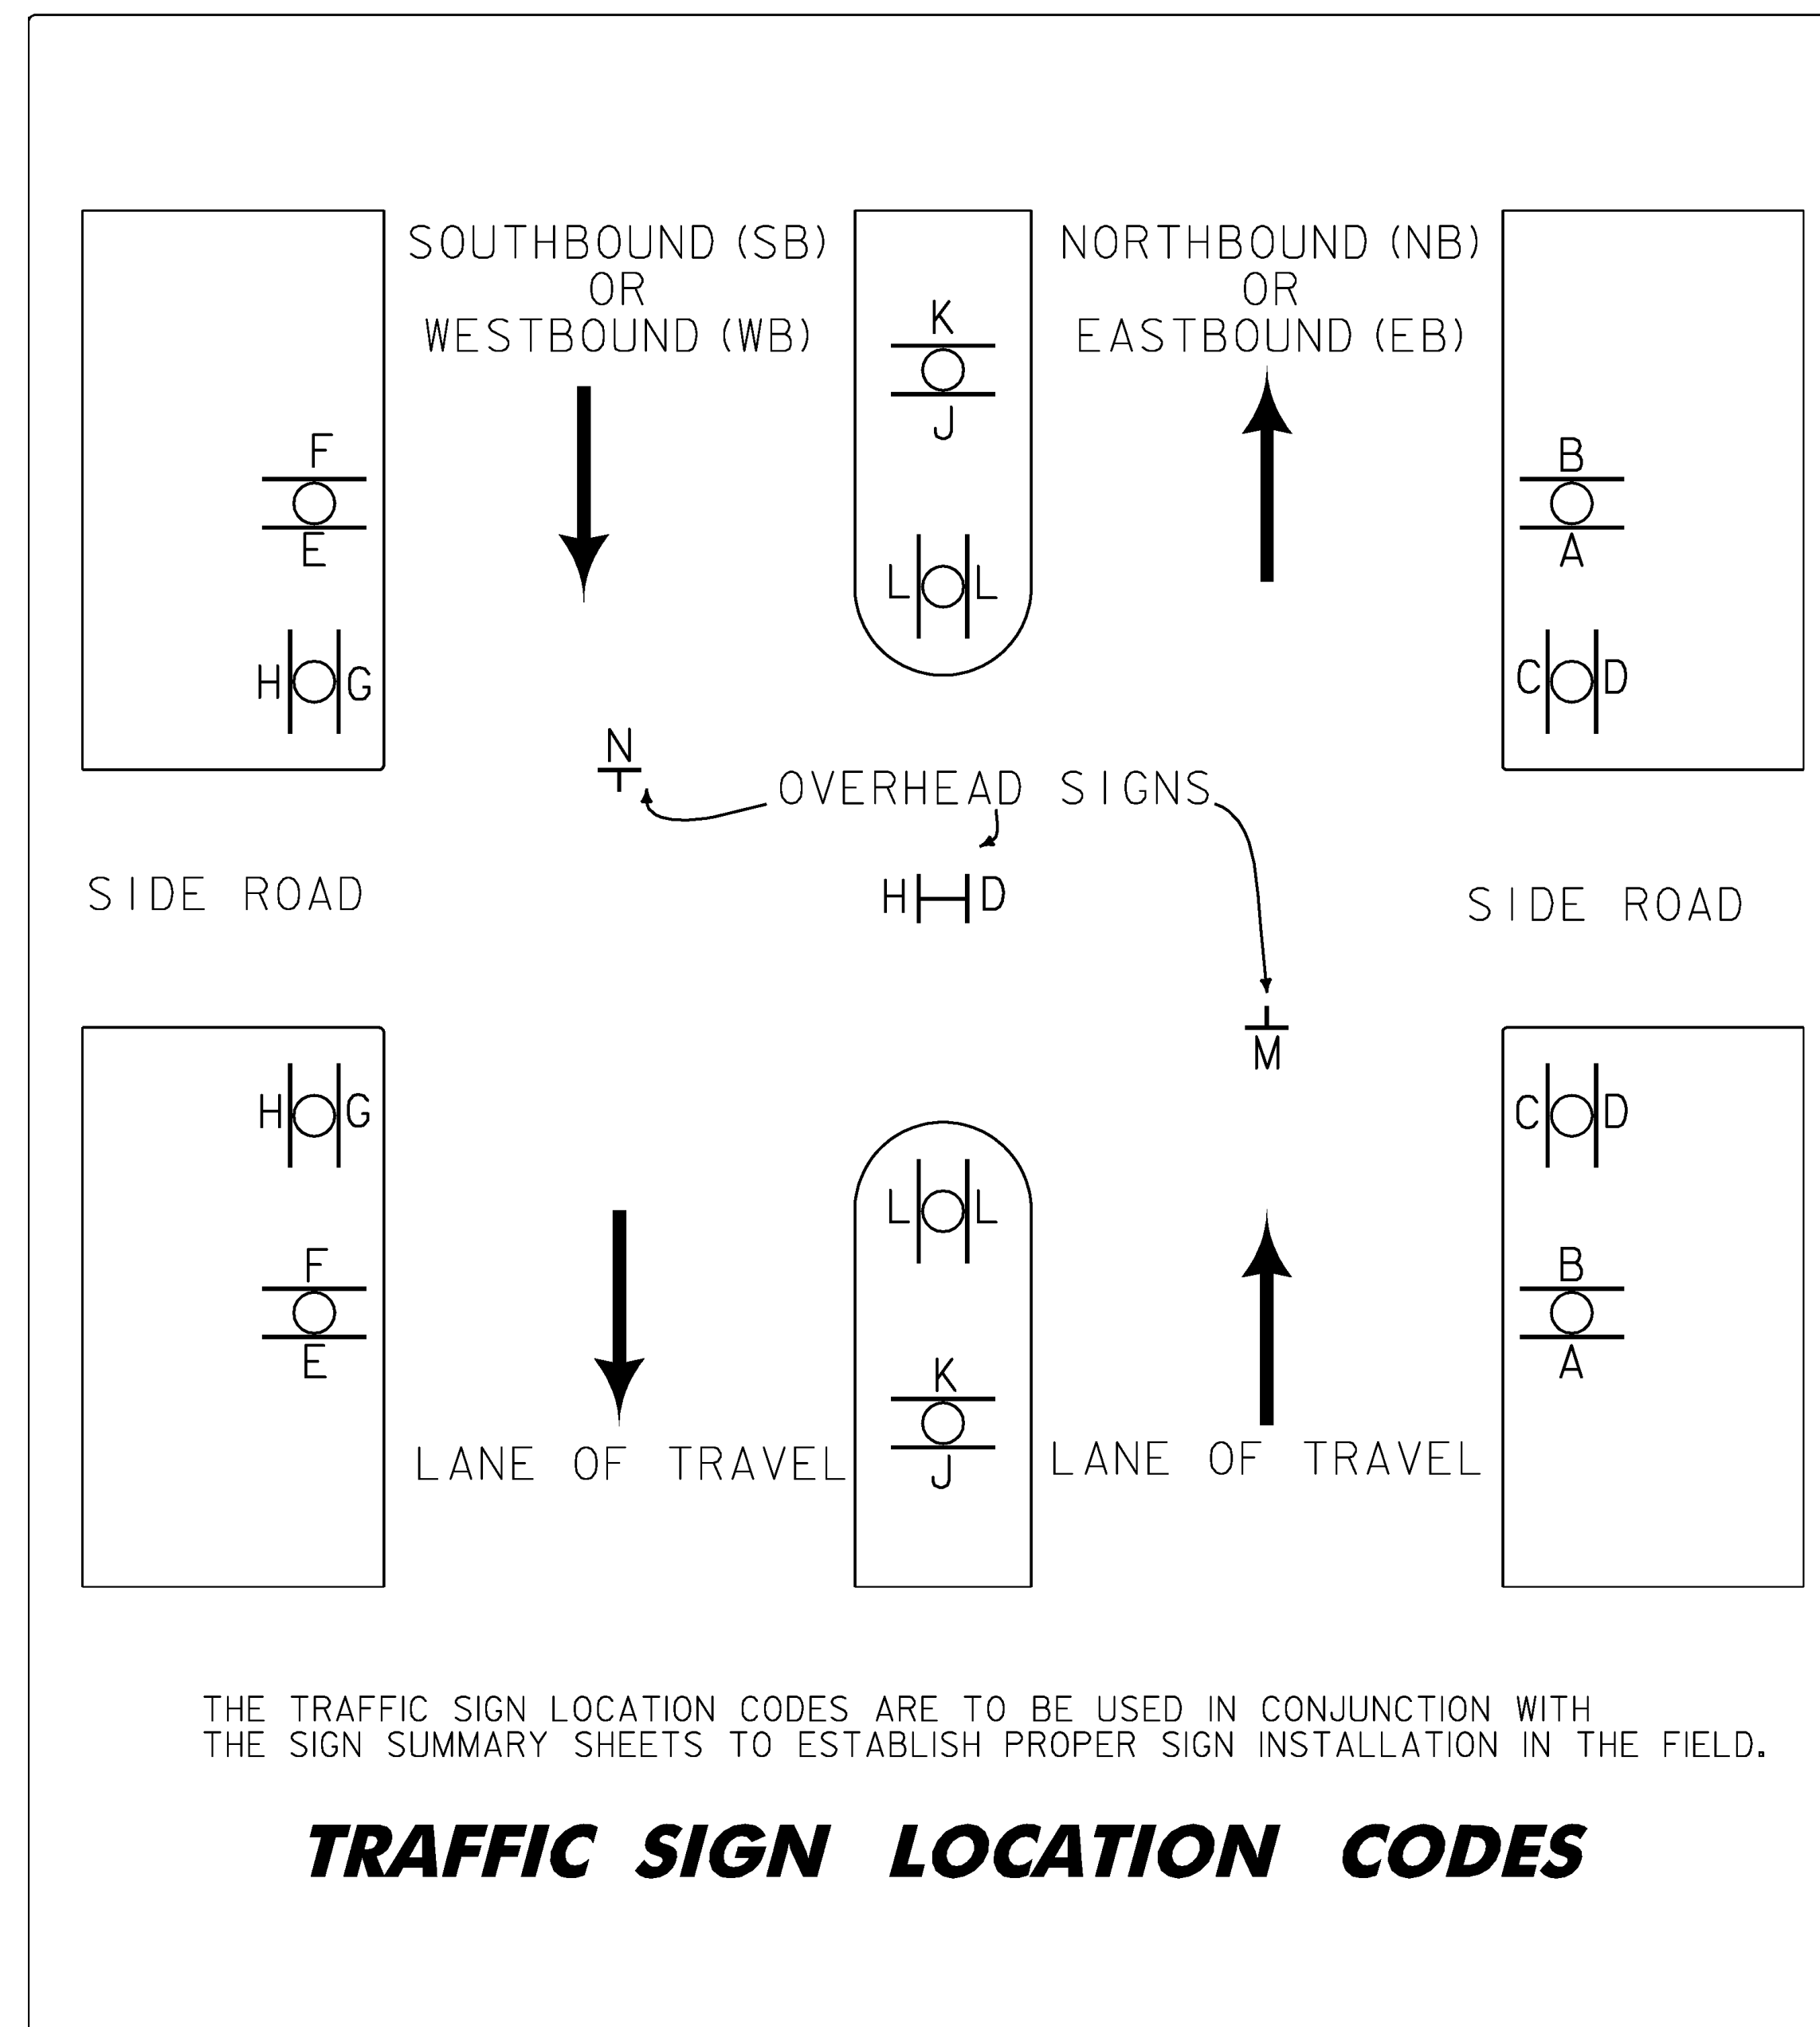 SOUTHBOUND (SB)
OR
WESTBOUND (WB)
K
J
NORTHBOUND (NB)
OR
EASTBOUND (EB)
F
E
B
A
L L
H G
C D
N
OVERHEAD SIGNS
SIDE ROAD
H D
SIDE ROAD
M
H G
C D
L L
F
E
B
A
K
J
LANE OF TRAVEL
LANE OF TRAVEL
THE TRAFFIC SIGN LOCATION CODES ARE TO BE USED IN CONJUNCTION WITH
THE SIGN SUMMARY SHEETS TO ESTABLISH PROPER SIGN INSTALLATION IN THE FIELD.
TRAFFIC SIGN LOCATION CODES